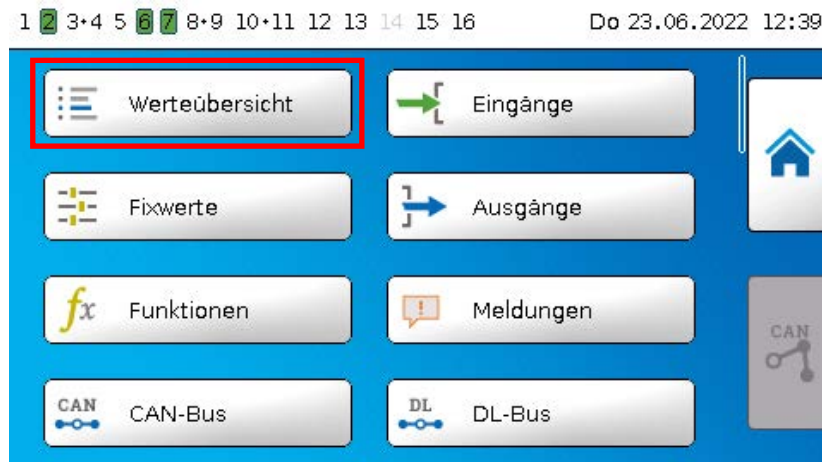 1 2 3•4 5 6 7 8•9 10•11 12 13 14 15 16 Do 23.06.2022 12:39
Werteübersicht Eingänge
Fixwerte Ausgänge
fx Funktionen ! Meldungen
CAN
CAN CAN-Bus DL DL-Bus